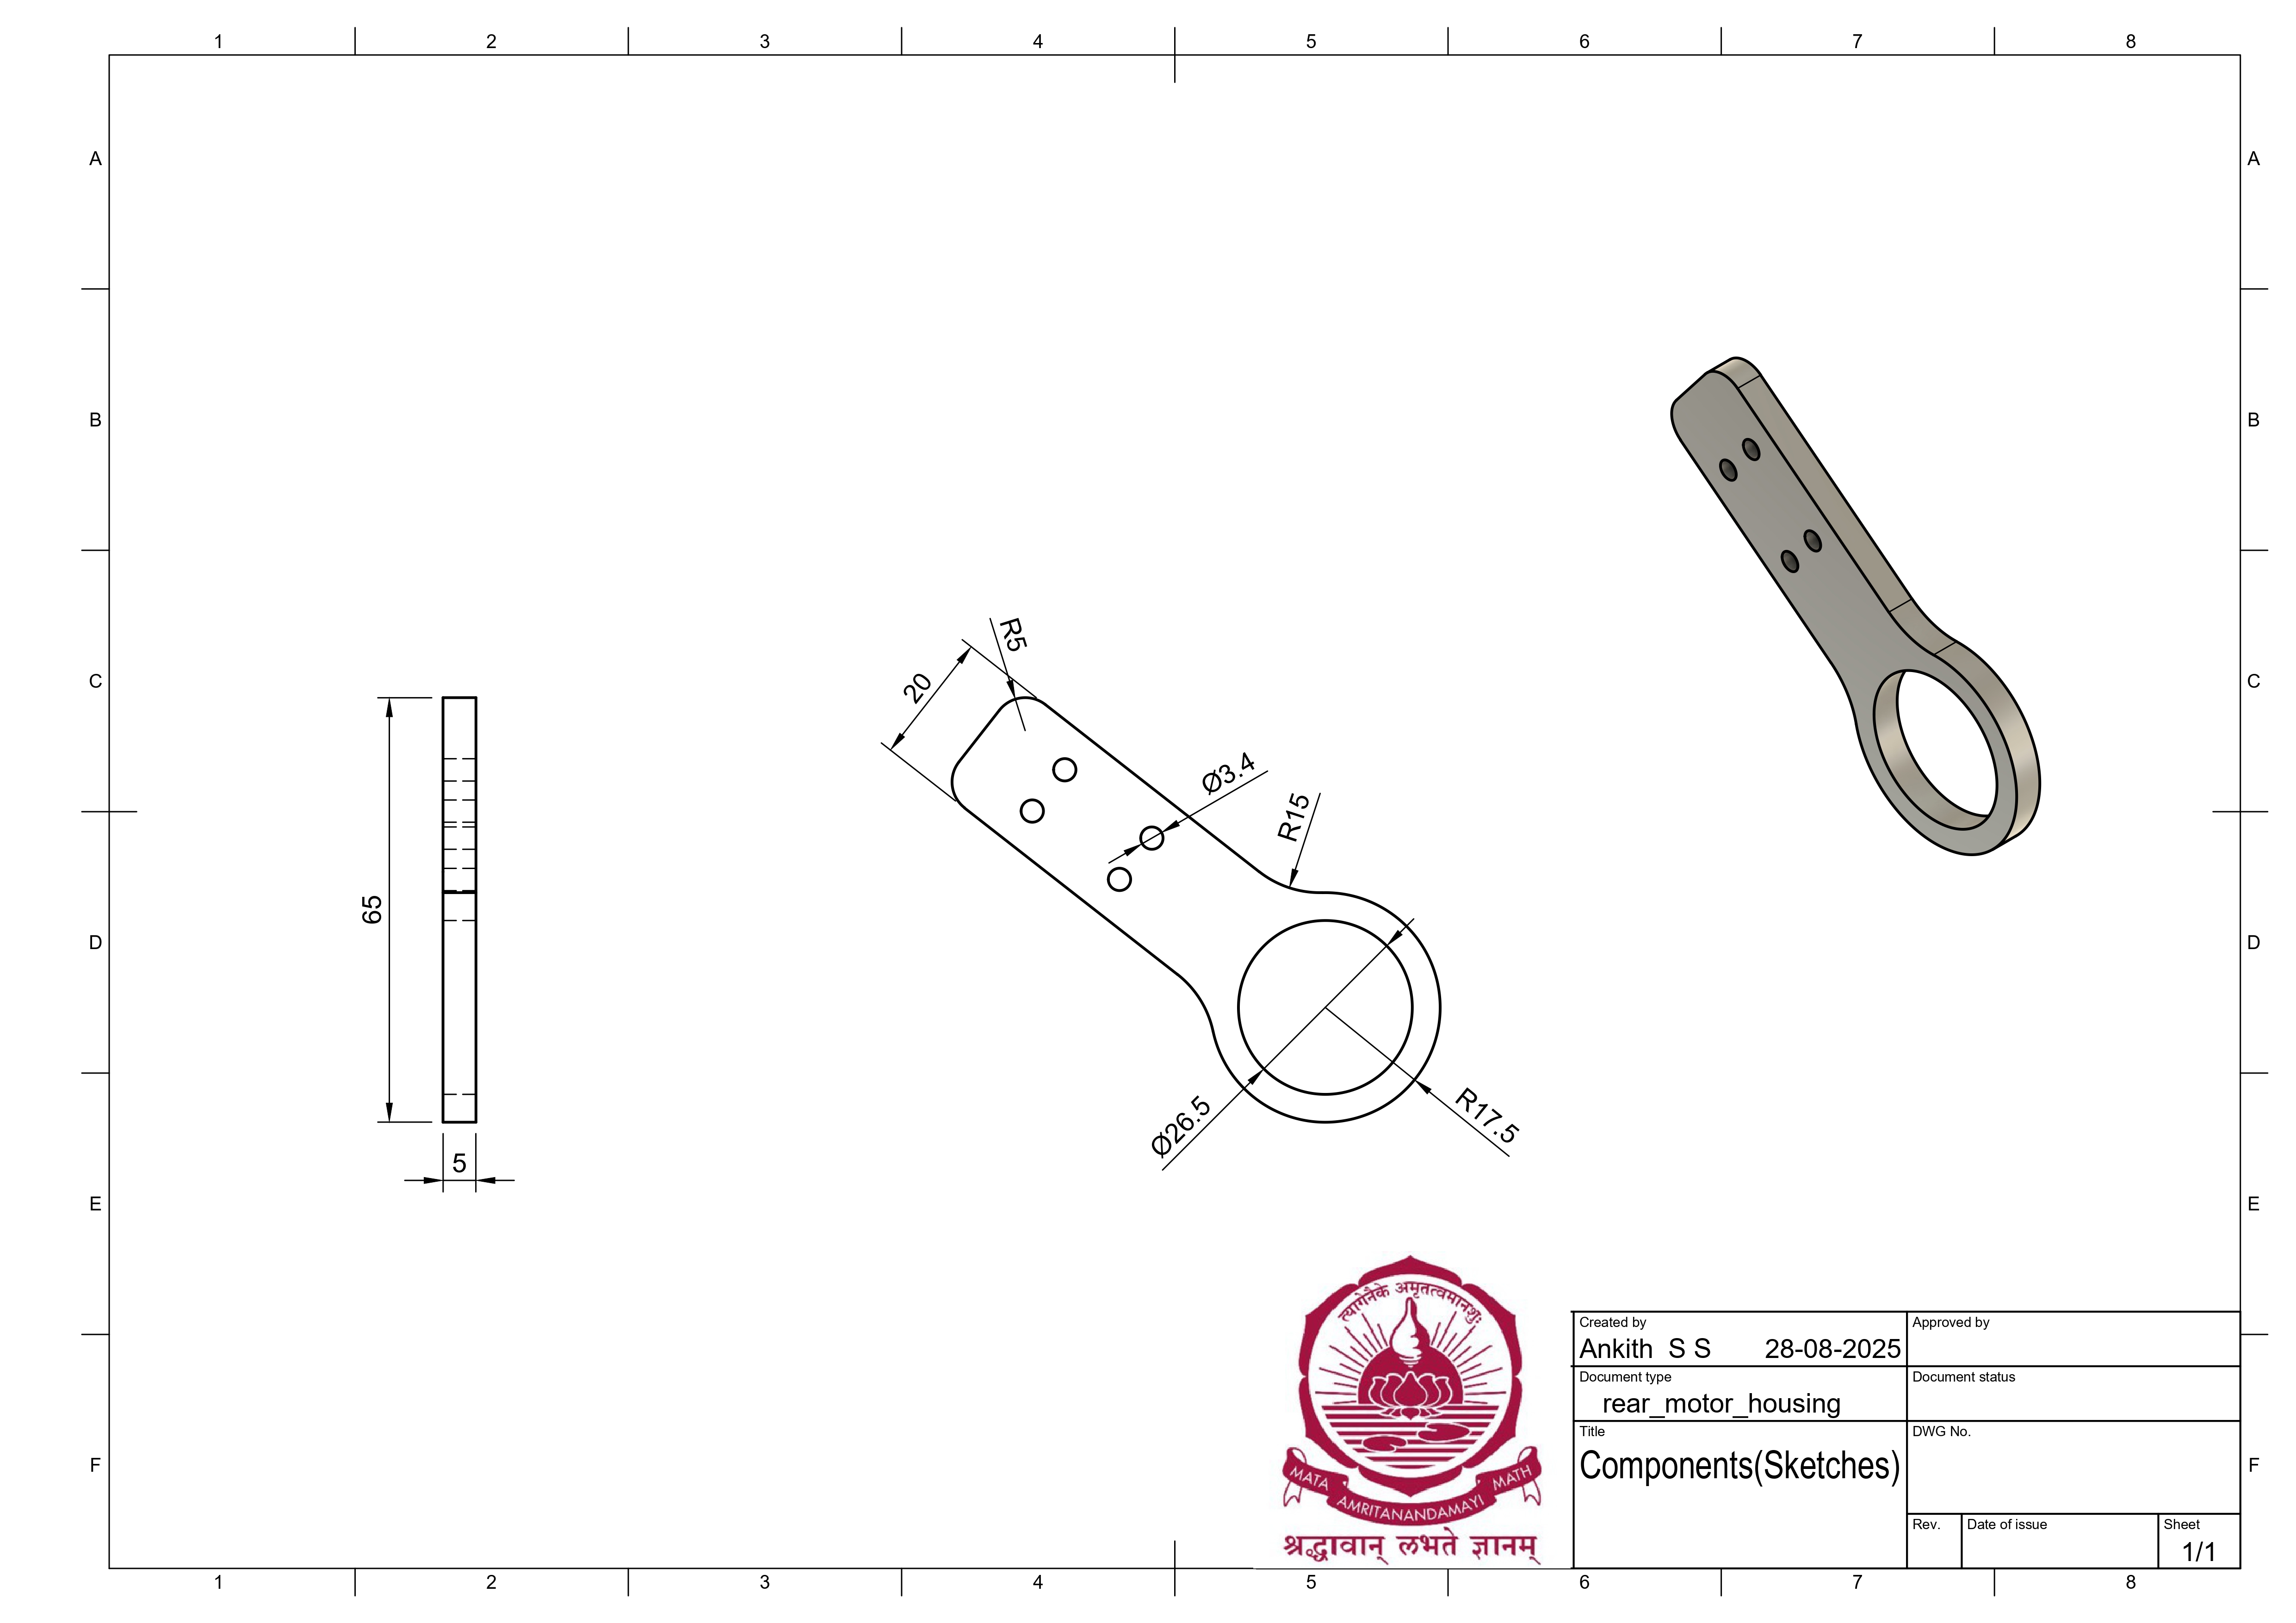 1 2 3 4 5 6 7 8
A A
B B
C C
D D
E E
F F
R5
20
Ø3.4
R15
65
5
Ø26.5
R17.5
त्यागेनैके अमृतत्वमानशुः
MATA AMRITANANDAMAYI MATH
श्रद्धावान् लभते ज्ञानम्
Created by
Ankith S S 28-08-2025
Approved by
Document type
rear_motor_housing
Document status
Title
Components(Sketches)
DWG No.
Rev. Date of issue Sheet
1/1
1 2 3 4 5 6 7 8